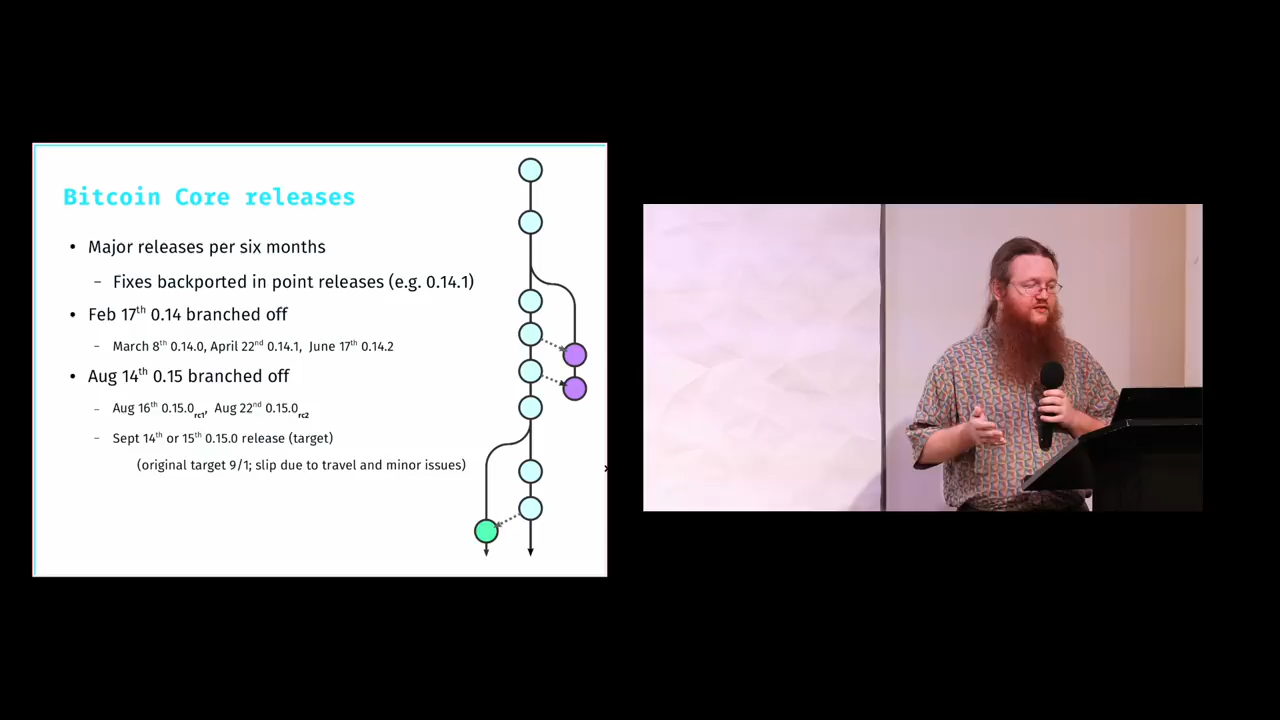 Bitcoin Core releases
• Major releases per six months
– Fixes backported in point releases (e.g. 0.14.1)
• Feb 17th 0.14 branched off
– March 8th 0.14.0, April 22nd 0.14.1, June 17th 0.14.2
• Aug 14th 0.15 branched off
– Aug 16th 0.15.0rc1, Aug 22nd 0.15.0rc2
– Sept 14th or 15th 0.15.0 release (target)
(original target 9/1; slip due to travel and minor issues)